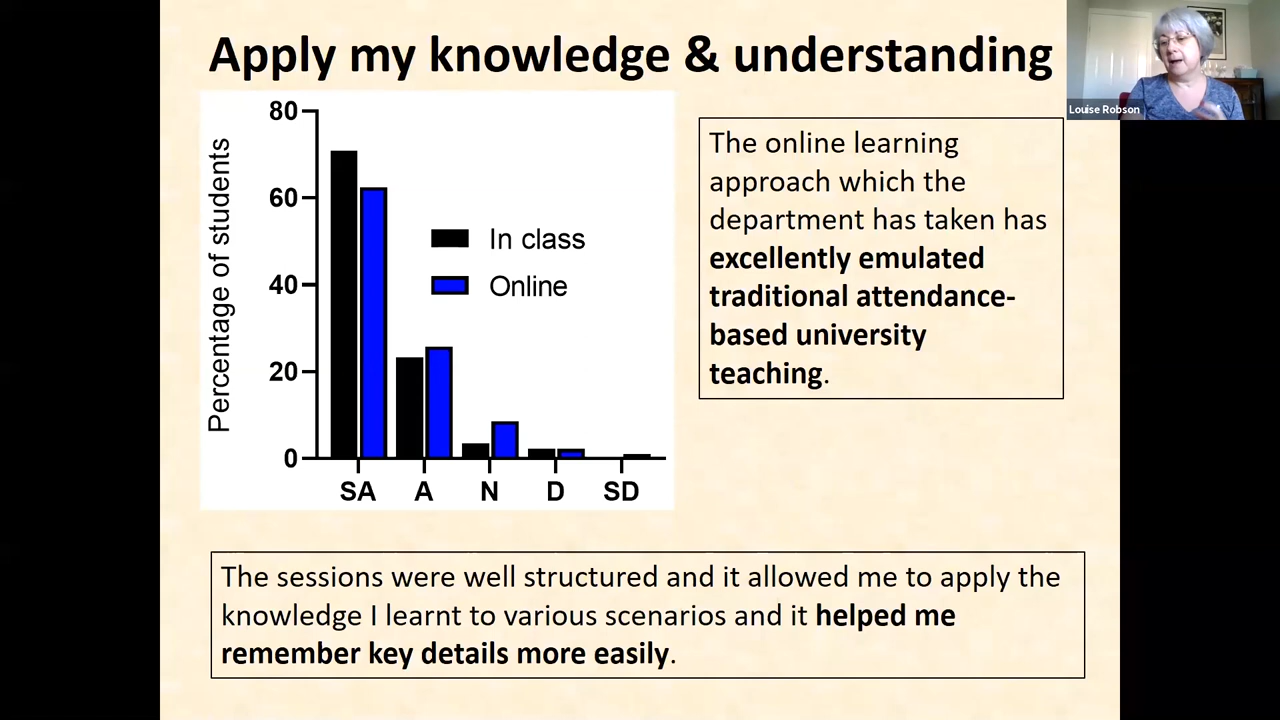 Apply my knowledge & understanding
Louise Robson
80
60
40
20
0
Percentage of students
In class
Online
SA A N D SD
The online learning
approach which the
department has taken has
excellently emulated
traditional attendance-
based university
teaching.
The sessions were well structured and it allowed me to apply the
knowledge I learnt to various scenarios and it helped me
remember key details more easily.